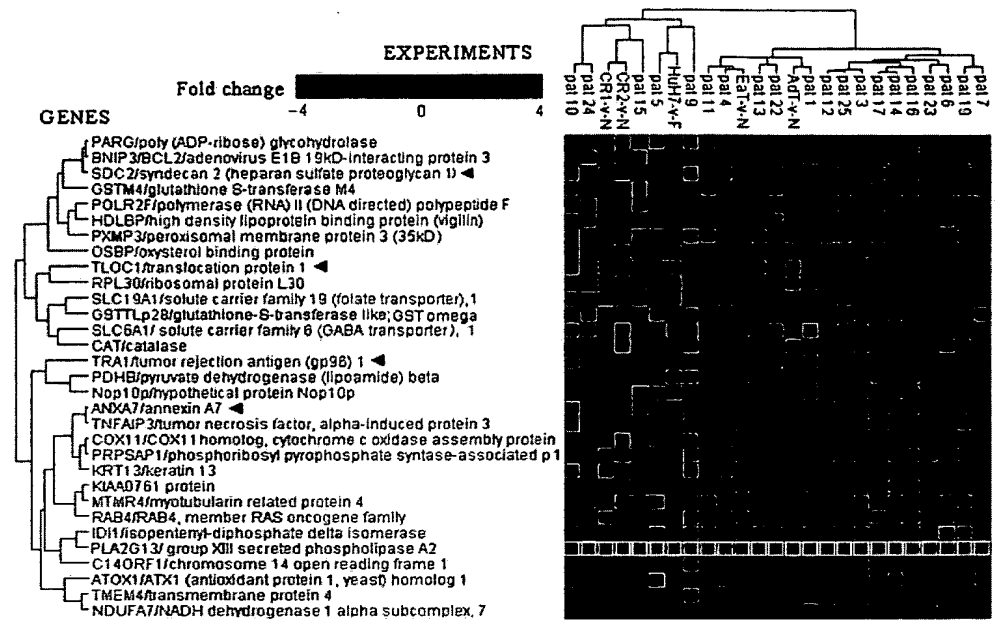 EXPERIMENTS
Fold change
−4 4
GENES
pat 10
pat 24
CR1-v-N
CR2-v-N
pat 15
pat 5
HuH7-v-F
pat 9
pat 11
pat 4
EaT-v-N
pat 13
pat 22
AdT-v-N
pat 1
pat 12
pat 25
pat 3
pat 17
pat 14
pat 16
pat 23
pat 6
pat 19
pat 7
PARG/poly (ADP-ribose) glycohydrolase
BNIP3/BCL2/adenovirus E1B 19kD-interacting protein 3
SDC2/syndecan 2 (heparan sulfate proteoglycan 1)
GSTM4/glutathione S-transferase M4
POLR2F/polymerase (RNA) II (DNA directed) polypeptide F
HDLBP/high density lipoprotein binding protein (vigilin)
PXMP3/peroxisomal membrane protein 3 (35kD)
OSBP/oxysterol binding protein
TLOC1/translocation protein 1
RPL30/ribosomal protein L30
SLC19A1/solute carrier family 19 (folate transporter),1
GSTTLp28/glutathione-S-transferase like;GST omega
SLC6A1/ solute carrier family 6 (GABA transporter), 1
CAT/catalase
TRA1/tumor rejection antigen (gp96) 1
PDHB/pyruvate dehydrogenase (lipoamide) beta
Nop10p/hypothetical protein Nop10p
ANXA7/annexin A7
TNFAIP3/tumor necrosis factor, alpha-induced protein 3
COX11/COX11 homolog, cytochrome c oxidase assembly protein
PRPSAP1/phosphoribosyl pyrophosphate syntase-associated p1
KRT13/keratin 13
KIAA0761 protein
MTMR4/myotubularin related protein 4
RAB4/RAB4, member RAS oncogene family
IDI1/isopentenyl-diphosphate delta isomerase
PLA2G13/ group XIII secreted phospholipase A2
C14ORF1/chromosome 14 open reading frame 1
ATOX1/ATX1 (antioxidant protein 1, yeast) homolog 1
TMEM4/transmembrane protein 4
NDUFA7/NADH dehydrogenase 1 alpha subcomplex, 7